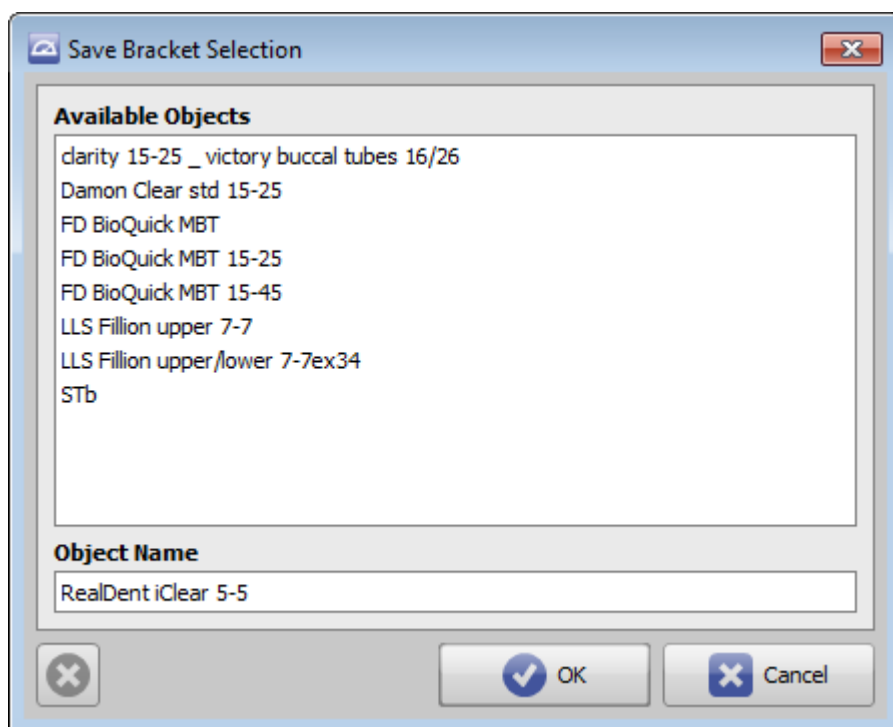 Save Bracket Selection
Available Objects
clarity 15-25 _ victory buccal tubes 16/26
Damon Clear std 15-25
FD BioQuick MBT
FD BioQuick MBT 15-25
FD BioQuick MBT 15-45
LLS Fillion upper 7-7
LLS Fillion upper/lower 7-7ex34
STb
Object Name
RealDent iClear 5-5
OK
Cancel